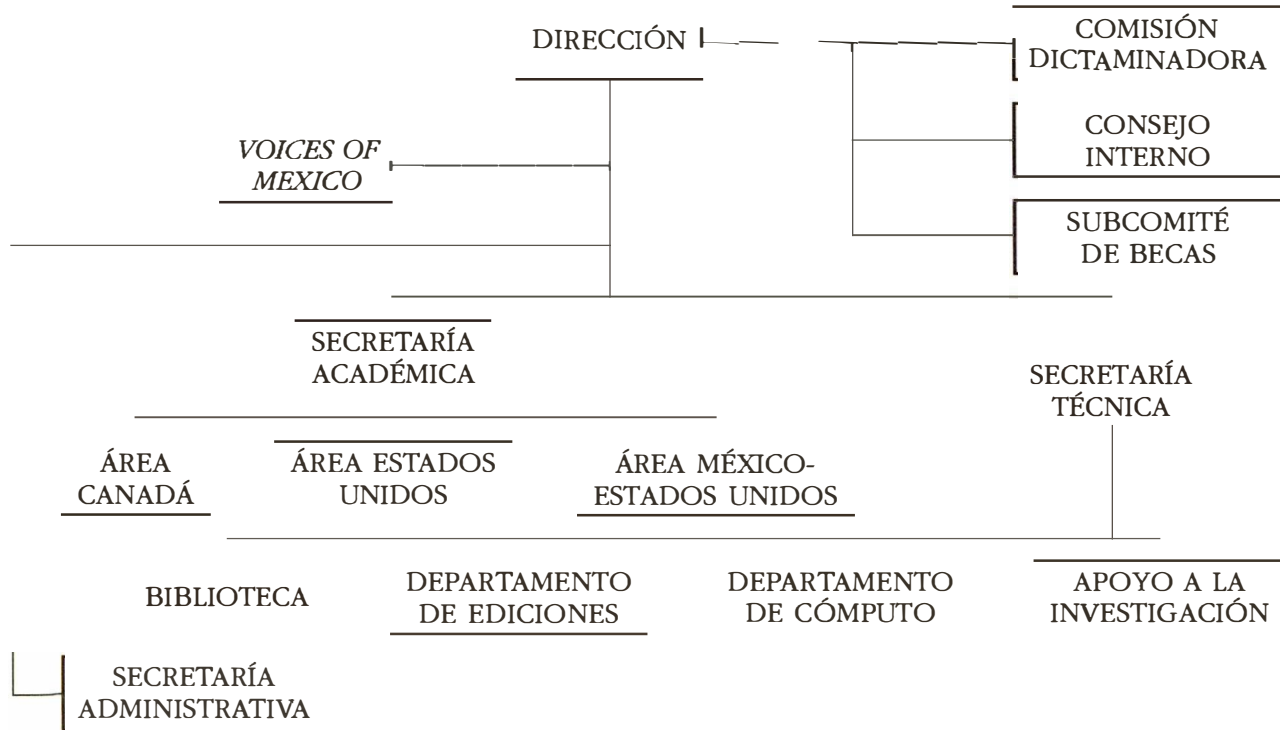 DIRECCIÓN
COMISIÓN
DICTAMINADORA
VOICES OF
MEXICO
CONSEJO
INTERNO
SUBCOMITÉ
DE BECAS
SECRETARÍA
ACADÉMICA
SECRETARÍA
TÉCNICA
ÁREA
CANADÁ
ÁREA ESTADOS
UNIDOS
ÁREA MÉXICO-
ESTADOS UNIDOS
BIBLIOTECA
DEPARTAMENTO
DE EDICIONES
DEPARTAMENTO
DE CÓMPUTO
APOYO A LA
INVESTIGACIÓN
SECRETARÍA
ADMINISTRATIVA